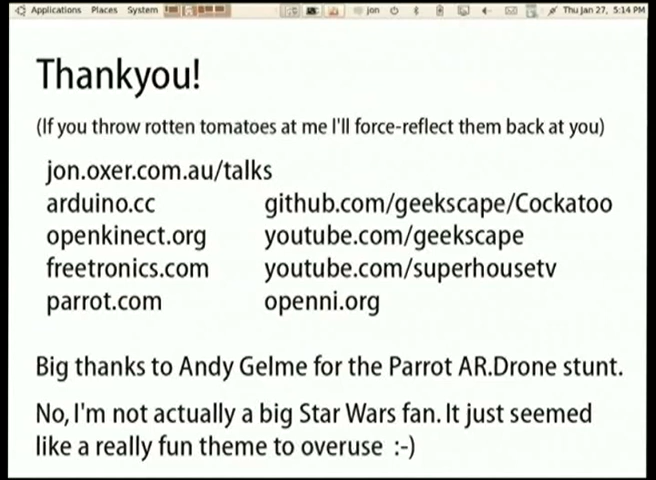 Applications Places System jon Thu Jan 27, 5:14 PM
Thankyou!
(If you throw rotten tomatoes at me I'll force-reflect them back at you)
jon.oxer.com.au/talks
arduino.cc github.com/geekscape/Cockatoo
openkinect.org youtube.com/geekscape
freetronics.com youtube.com/superhousetv
parrot.com openni.org
Big thanks to Andy Gelme for the Parrot AR.Drone stunt.
No, I'm not actually a big Star Wars fan. It just seemed
like a really fun theme to overuse :-)